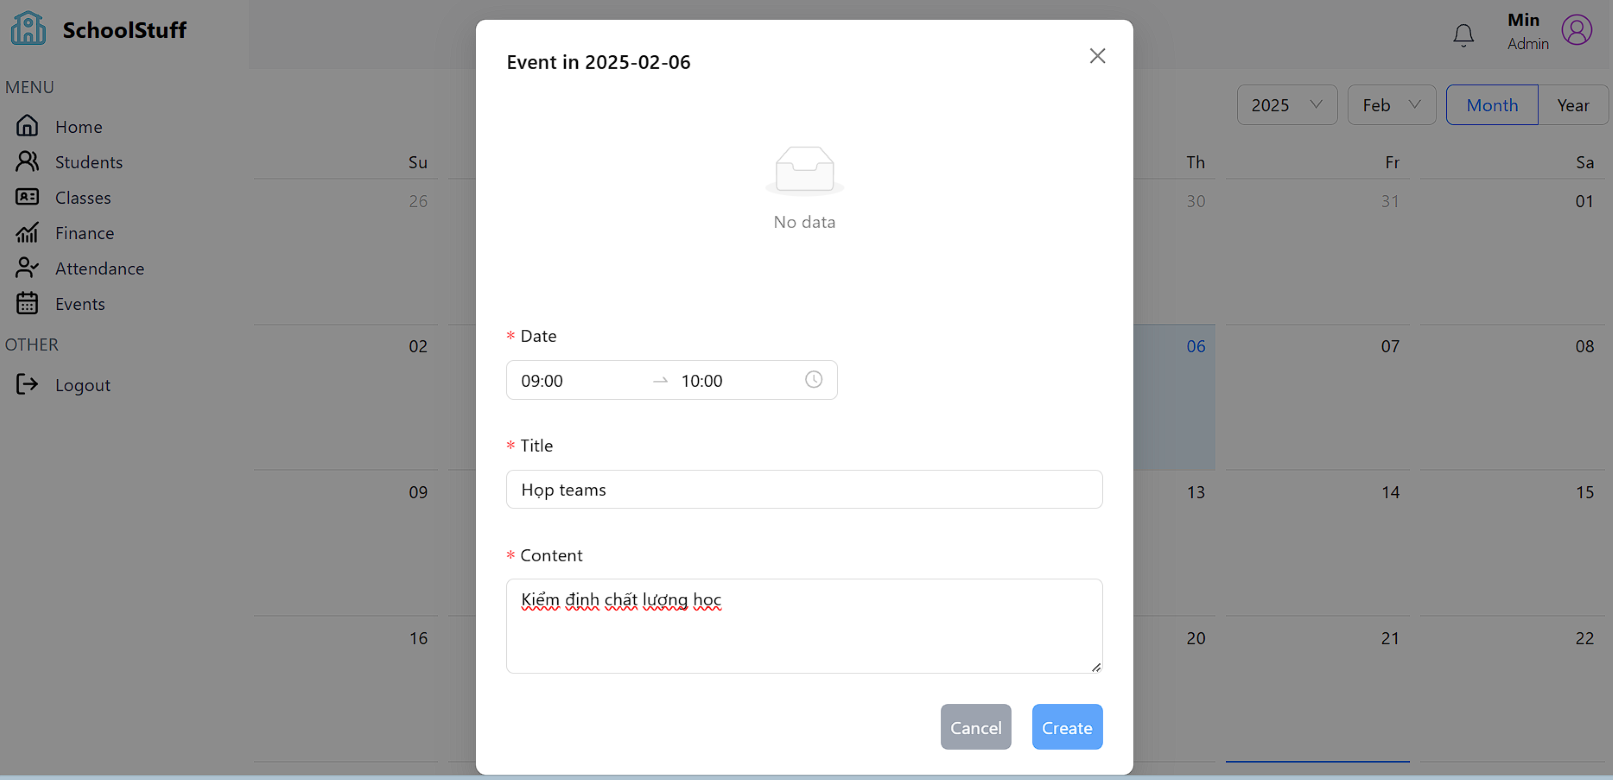 SchoolStuff
Min
Admin
MENU
Home
Students
Classes
Finance
Attendance
Events
OTHER
Logout
2025 Feb Month Year
Su Th Fr Sa
26 30 31 01
02 06 07 08
09 13 14 15
16 20 21 22
Event in 2025-02-06
No data
* Date
09:00 → 10:00
* Title
Họp teams
* Content
Kiểm định chất lượng học
Cancel Create